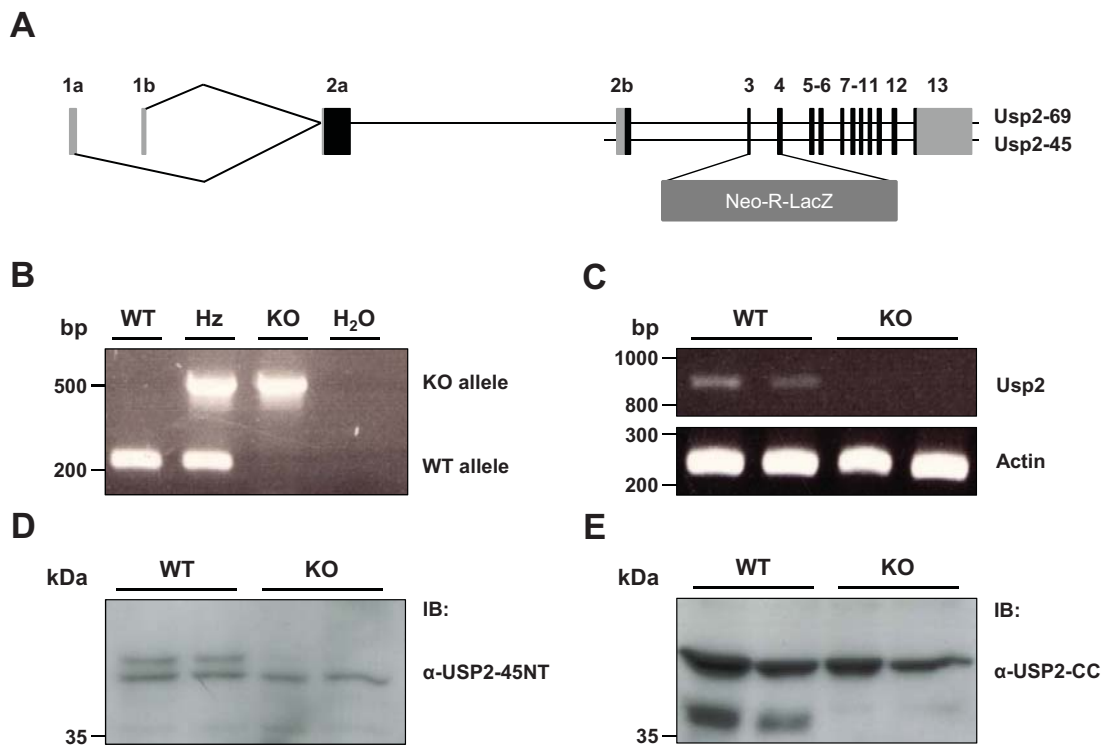 A
1a 1b 2a 2b 3 4 5-6 7-11 12 13
Usp2-69
Usp2-45
Neo-R-LacZ
B
bp WT Hz KO H₂O
500 KO allele
200 WT allele
C
bp WT KO
1000
800
Usp2
300
200
Actin
D
kDa WT KO
IB:
α-USP2-45NT
35
E
kDa WT KO
IB:
α-USP2-CC
35